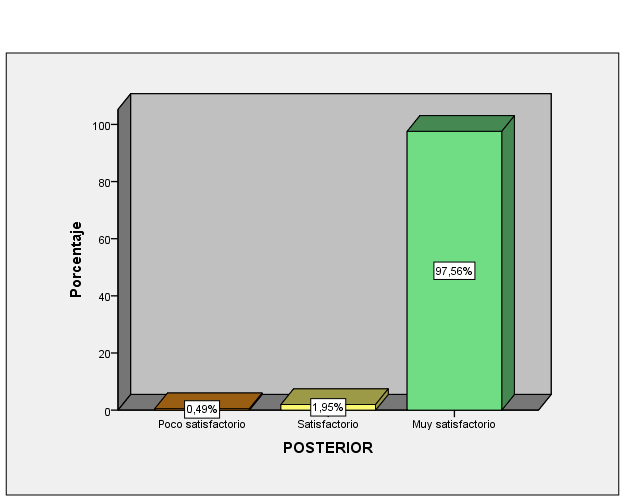 Porcentaje
100
80
60
40
20
0
97,56%
0,49%
1,95%
Poco satisfactorio
Satisfactorio
Muy satisfactorio
POSTERIOR